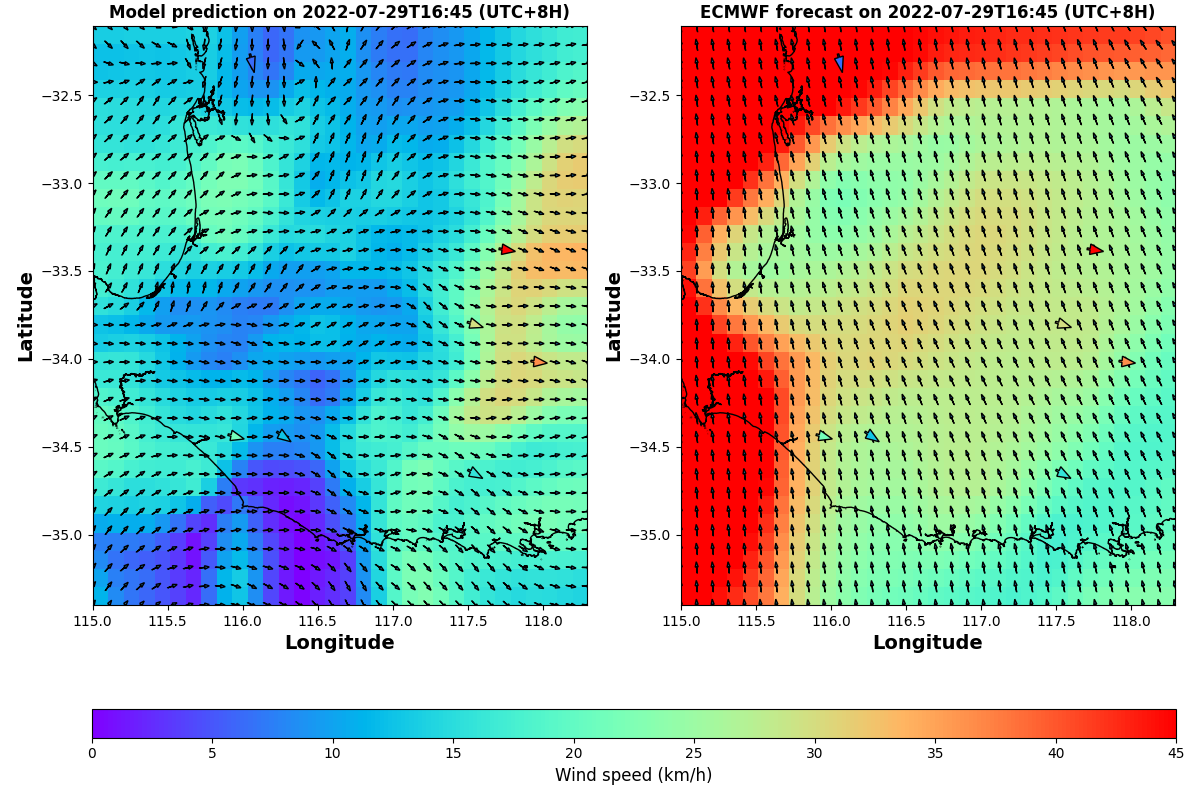 Model prediction on 2022-07-29T16:45 (UTC+8H)
ECMWF forecast on 2022-07-29T16:45 (UTC+8H)
Latitude
−32.5
−33.0
−33.5
−34.0
−34.5
−35.0
115.0 115.5 116.0 116.5 117.0 117.5 118.0
Longitude
Latitude
−32.5
−33.0
−33.5
−34.0
−34.5
−35.0
115.0 115.5 116.0 116.5 117.0 117.5 118.0
Longitude
0 5 10 15 20 25 30 35 40 45
Wind speed (km/h)